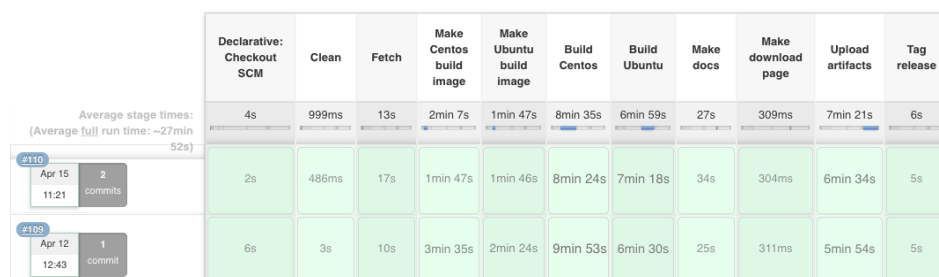 Declarative: Checkout SCM
Clean
Fetch
Make Centos build image
Make Ubuntu build image
Build Centos
Build Ubuntu
Make docs
Make download page
Upload artifacts
Tag release
Average stage times:
(Average full run time: ~27min 52s)
4s
999ms
13s
2min 7s
1min 47s
8min 35s
6min 59s
27s
309ms
7min 21s
6s
#110
Apr 15
11:21
2
commits
2s
486ms
17s
1min 47s
1min 46s
8min 24s
7min 18s
34s
304ms
6min 34s
5s
#109
Apr 12
12:43
1
commit
6s
3s
10s
3min 35s
2min 24s
9min 53s
6min 30s
25s
311ms
5min 54s
5s